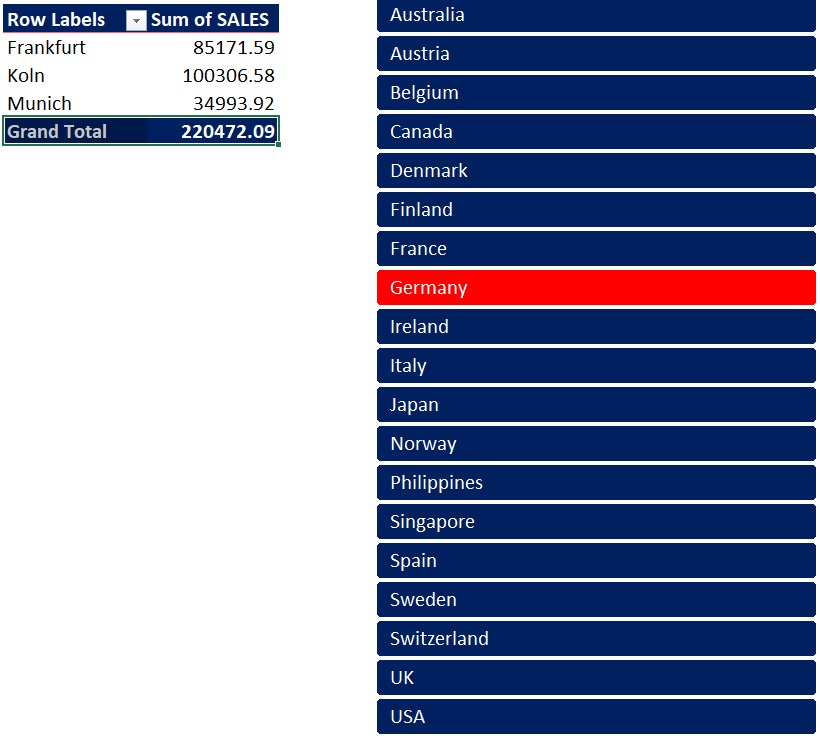 Row Labels Sum of SALES
Frankfurt 85171.59
Koln 100306.58
Munich 34993.92
Grand Total 220472.09
Australia
Austria
Belgium
Canada
Denmark
Finland
France
Germany
Ireland
Italy
Japan
Norway
Philippines
Singapore
Spain
Sweden
Switzerland
UK
USA